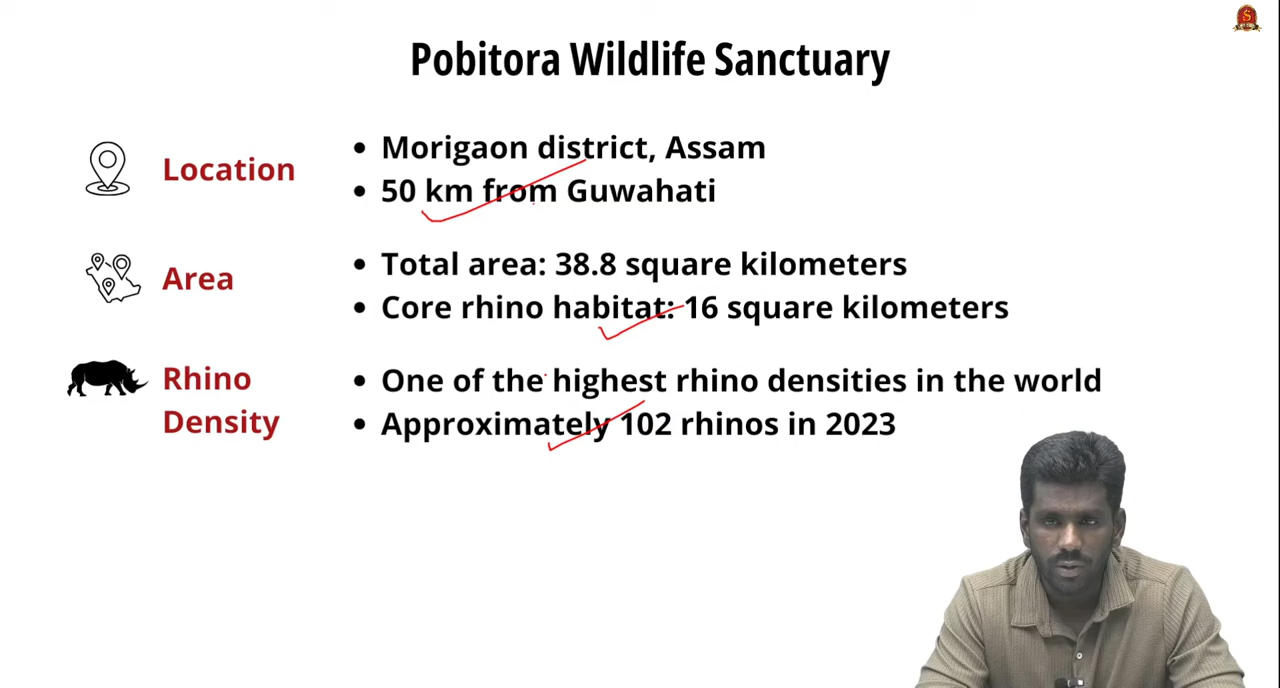 Pobitora Wildlife Sanctuary
Location
• Morigaon district, Assam
• 50 km from Guwahati
Area
• Total area: 38.8 square kilometers
• Core rhino habitat: 16 square kilometers
Rhino
Density
• One of the highest rhino densities in the world
• Approximately 102 rhinos in 2023